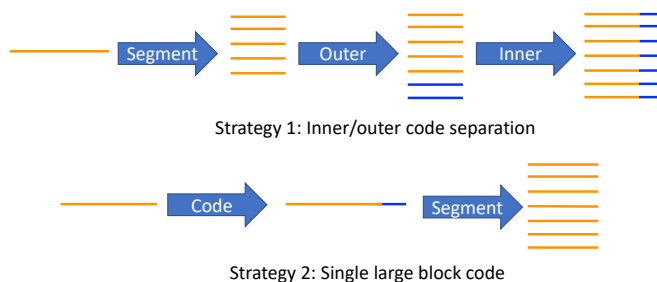 Segment Outer Inner
Strategy 1: Inner/outer code separation
Code Segment
Strategy 2: Single large block code